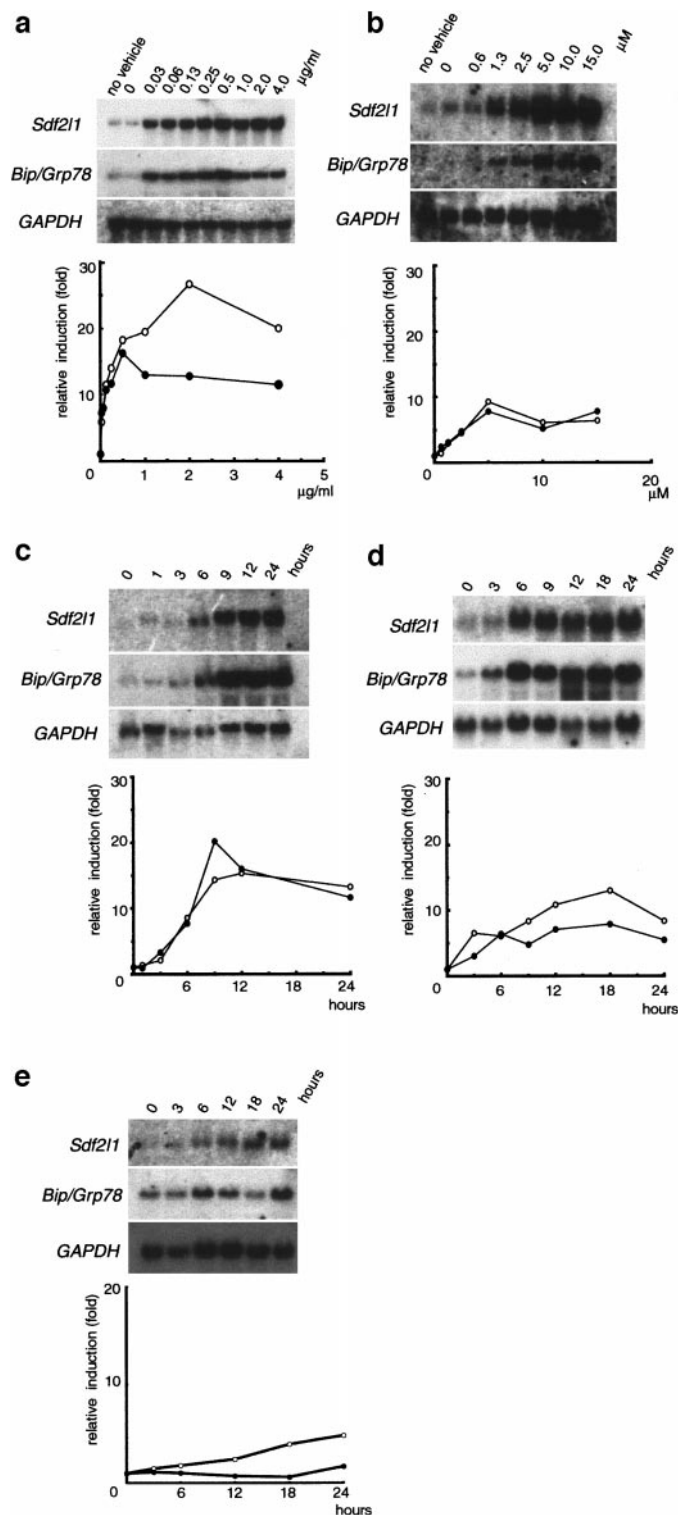 a
no vehicle 0 0.03 0.06 0.13 0.25 0.5 1.0 2.0 4.0 μg/ml
Sdf2l1
Bip/Grp78
GAPDH
relative induction (fold)
30
20
10
0
1 2 3 4 5
μg/ml
b
no vehicle 0 0.6 1.3 2.5 5.0 10.0 15.0 μM
Sdf2l1
Bip/Grp78
GAPDH
relative induction (fold)
30
20
10
0
10 20
μM
c
0 1 3 6 9 12 24 hours
Sdf2l1
Bip/Grp78
GAPDH
relative induction (fold)
30
20
10
0
6 12 18 24
hours
d
0 3 6 9 12 18 24 hours
Sdf2l1
Bip/Grp78
GAPDH
relative induction (fold)
30
20
10
0
6 12 18 24
hours
e
0 3 6 12 18 24 hours
Sdf2l1
Bip/Grp78
GAPDH
relative induction (fold)
20
10
0
6 12 18 24
hours